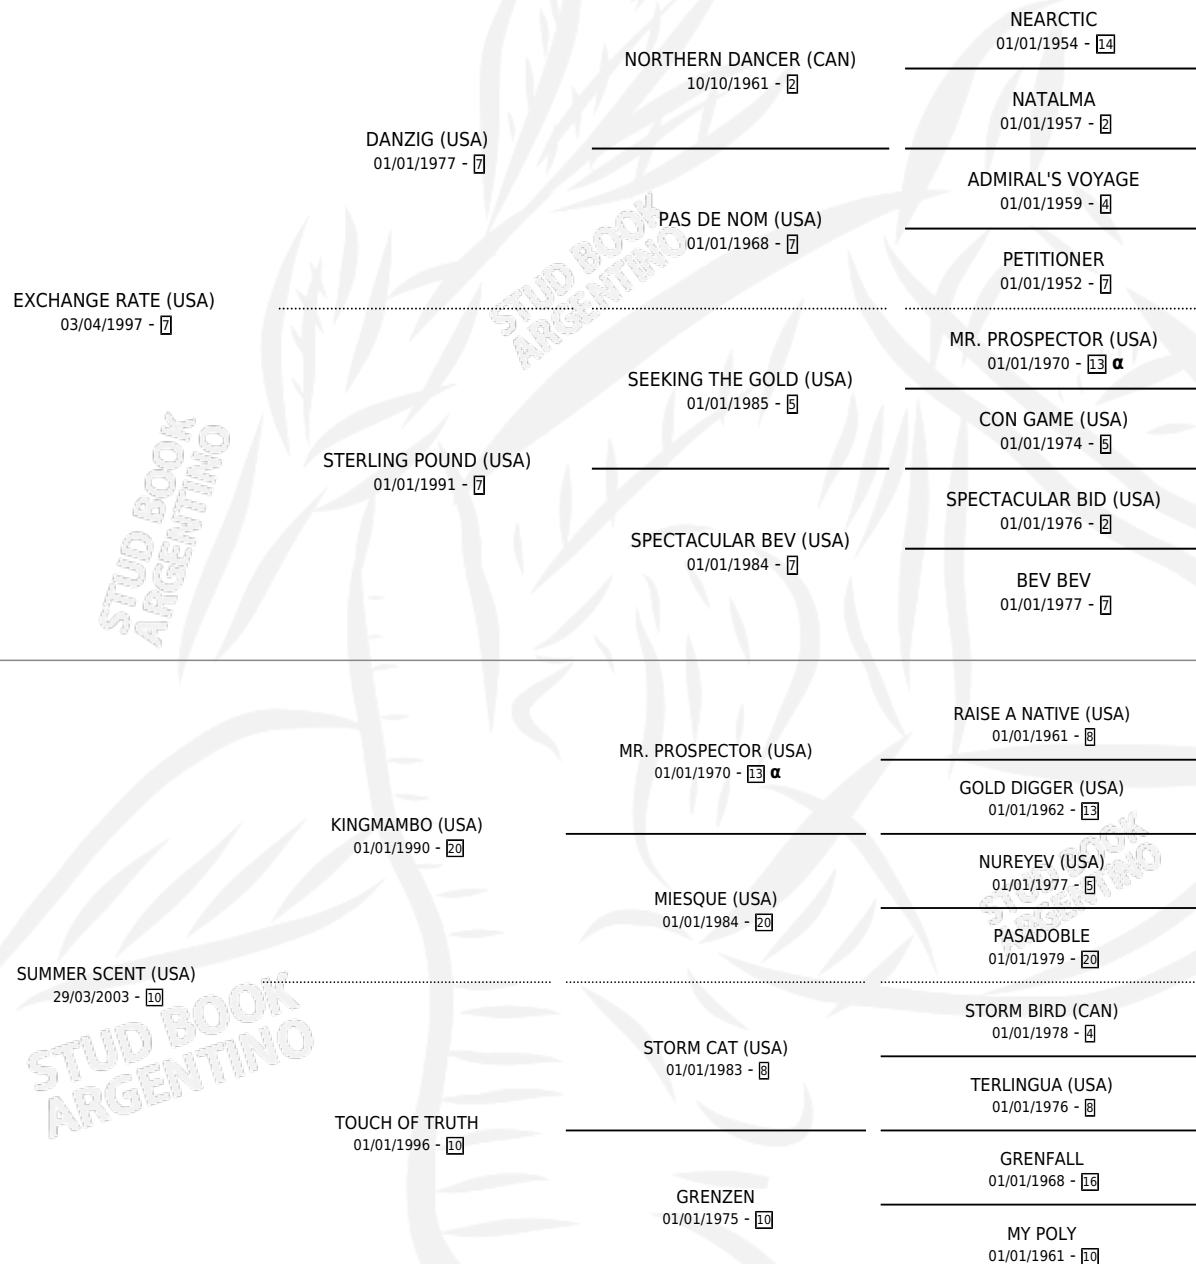 NEARCTIC
01/01/1954 - 14
NORTHERN DANCER (CAN)
10/10/1961 - 2
NATALMA
01/01/1957 - 2
DANZIG (USA)
01/01/1977 - 7
ADMIRAL'S VOYAGE
01/01/1959 - 4
PAS DE NOM (USA)
01/01/1968 - 7
PETITIONER
01/01/1952 - 7
EXCHANGE RATE (USA)
03/04/1997 - 7
MR. PROSPECTOR (USA)
01/01/1970 - 13 α
SEEKING THE GOLD (USA)
01/01/1985 - 5
CON GAME (USA)
01/01/1974 - 5
STERLING POUND (USA)
01/01/1991 - 7
SPECTACULAR BID (USA)
01/01/1976 - 2
SPECTACULAR BEV (USA)
01/01/1984 - 7
BEV BEV
01/01/1977 - 7
RAISE A NATIVE (USA)
01/01/1961 - 8
MR. PROSPECTOR (USA)
01/01/1970 - 13 α
GOLD DIGGER (USA)
01/01/1962 - 13
KINGMAMBO (USA)
01/01/1990 - 20
NUREYEV (USA)
01/01/1977 - 5
MIESQUE (USA)
01/01/1984 - 20
PASADOBLE
01/01/1979 - 20
SUMMER SCENT (USA)
29/03/2003 - 10
STORM BIRD (CAN)
01/01/1978 - 4
STORM CAT (USA)
01/01/1983 - 8
TERLINGUA (USA)
01/01/1976 - 8
TOUCH OF TRUTH
01/01/1996 - 10
GRENFALL
01/01/1968 - 16
GRENZEN
01/01/1975 - 10
MY POLY
01/01/1961 - 10
STUD BOOK
ARGENTINO
STUD BOOK
ARGENTINO
STUD BOOK
ARGENTINO
STUD BOOK
ARGENTINO